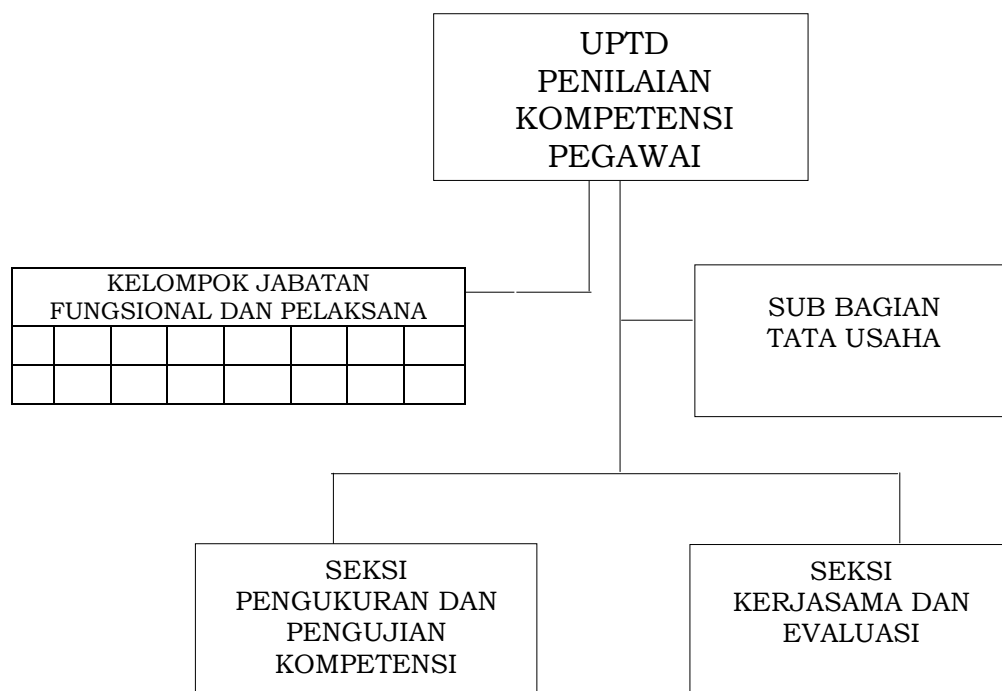 UPTD
PENILAIAN
KOMPETENSI
PEGAWAI
KELOMPOK JABATAN
FUNGSIONAL DAN PELAKSANA
SUB BAGIAN
TATA USAHA
SEKSI
PENGUKURAN DAN
PENGUJIAN
KOMPETENSI
SEKSI
KERJASAMA DAN
EVALUASI